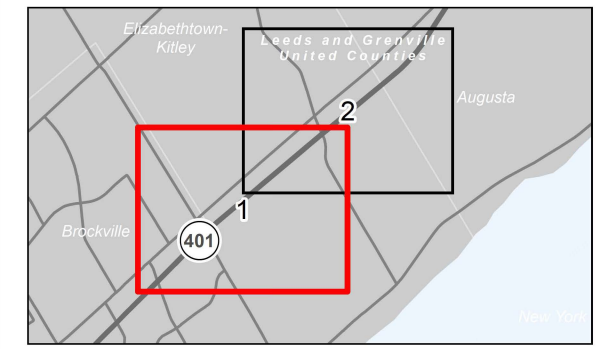 Elizabethtown-
Kitley
Leeds and Grenville
United Counties
Augusta
2
1
Brockville
401
New York